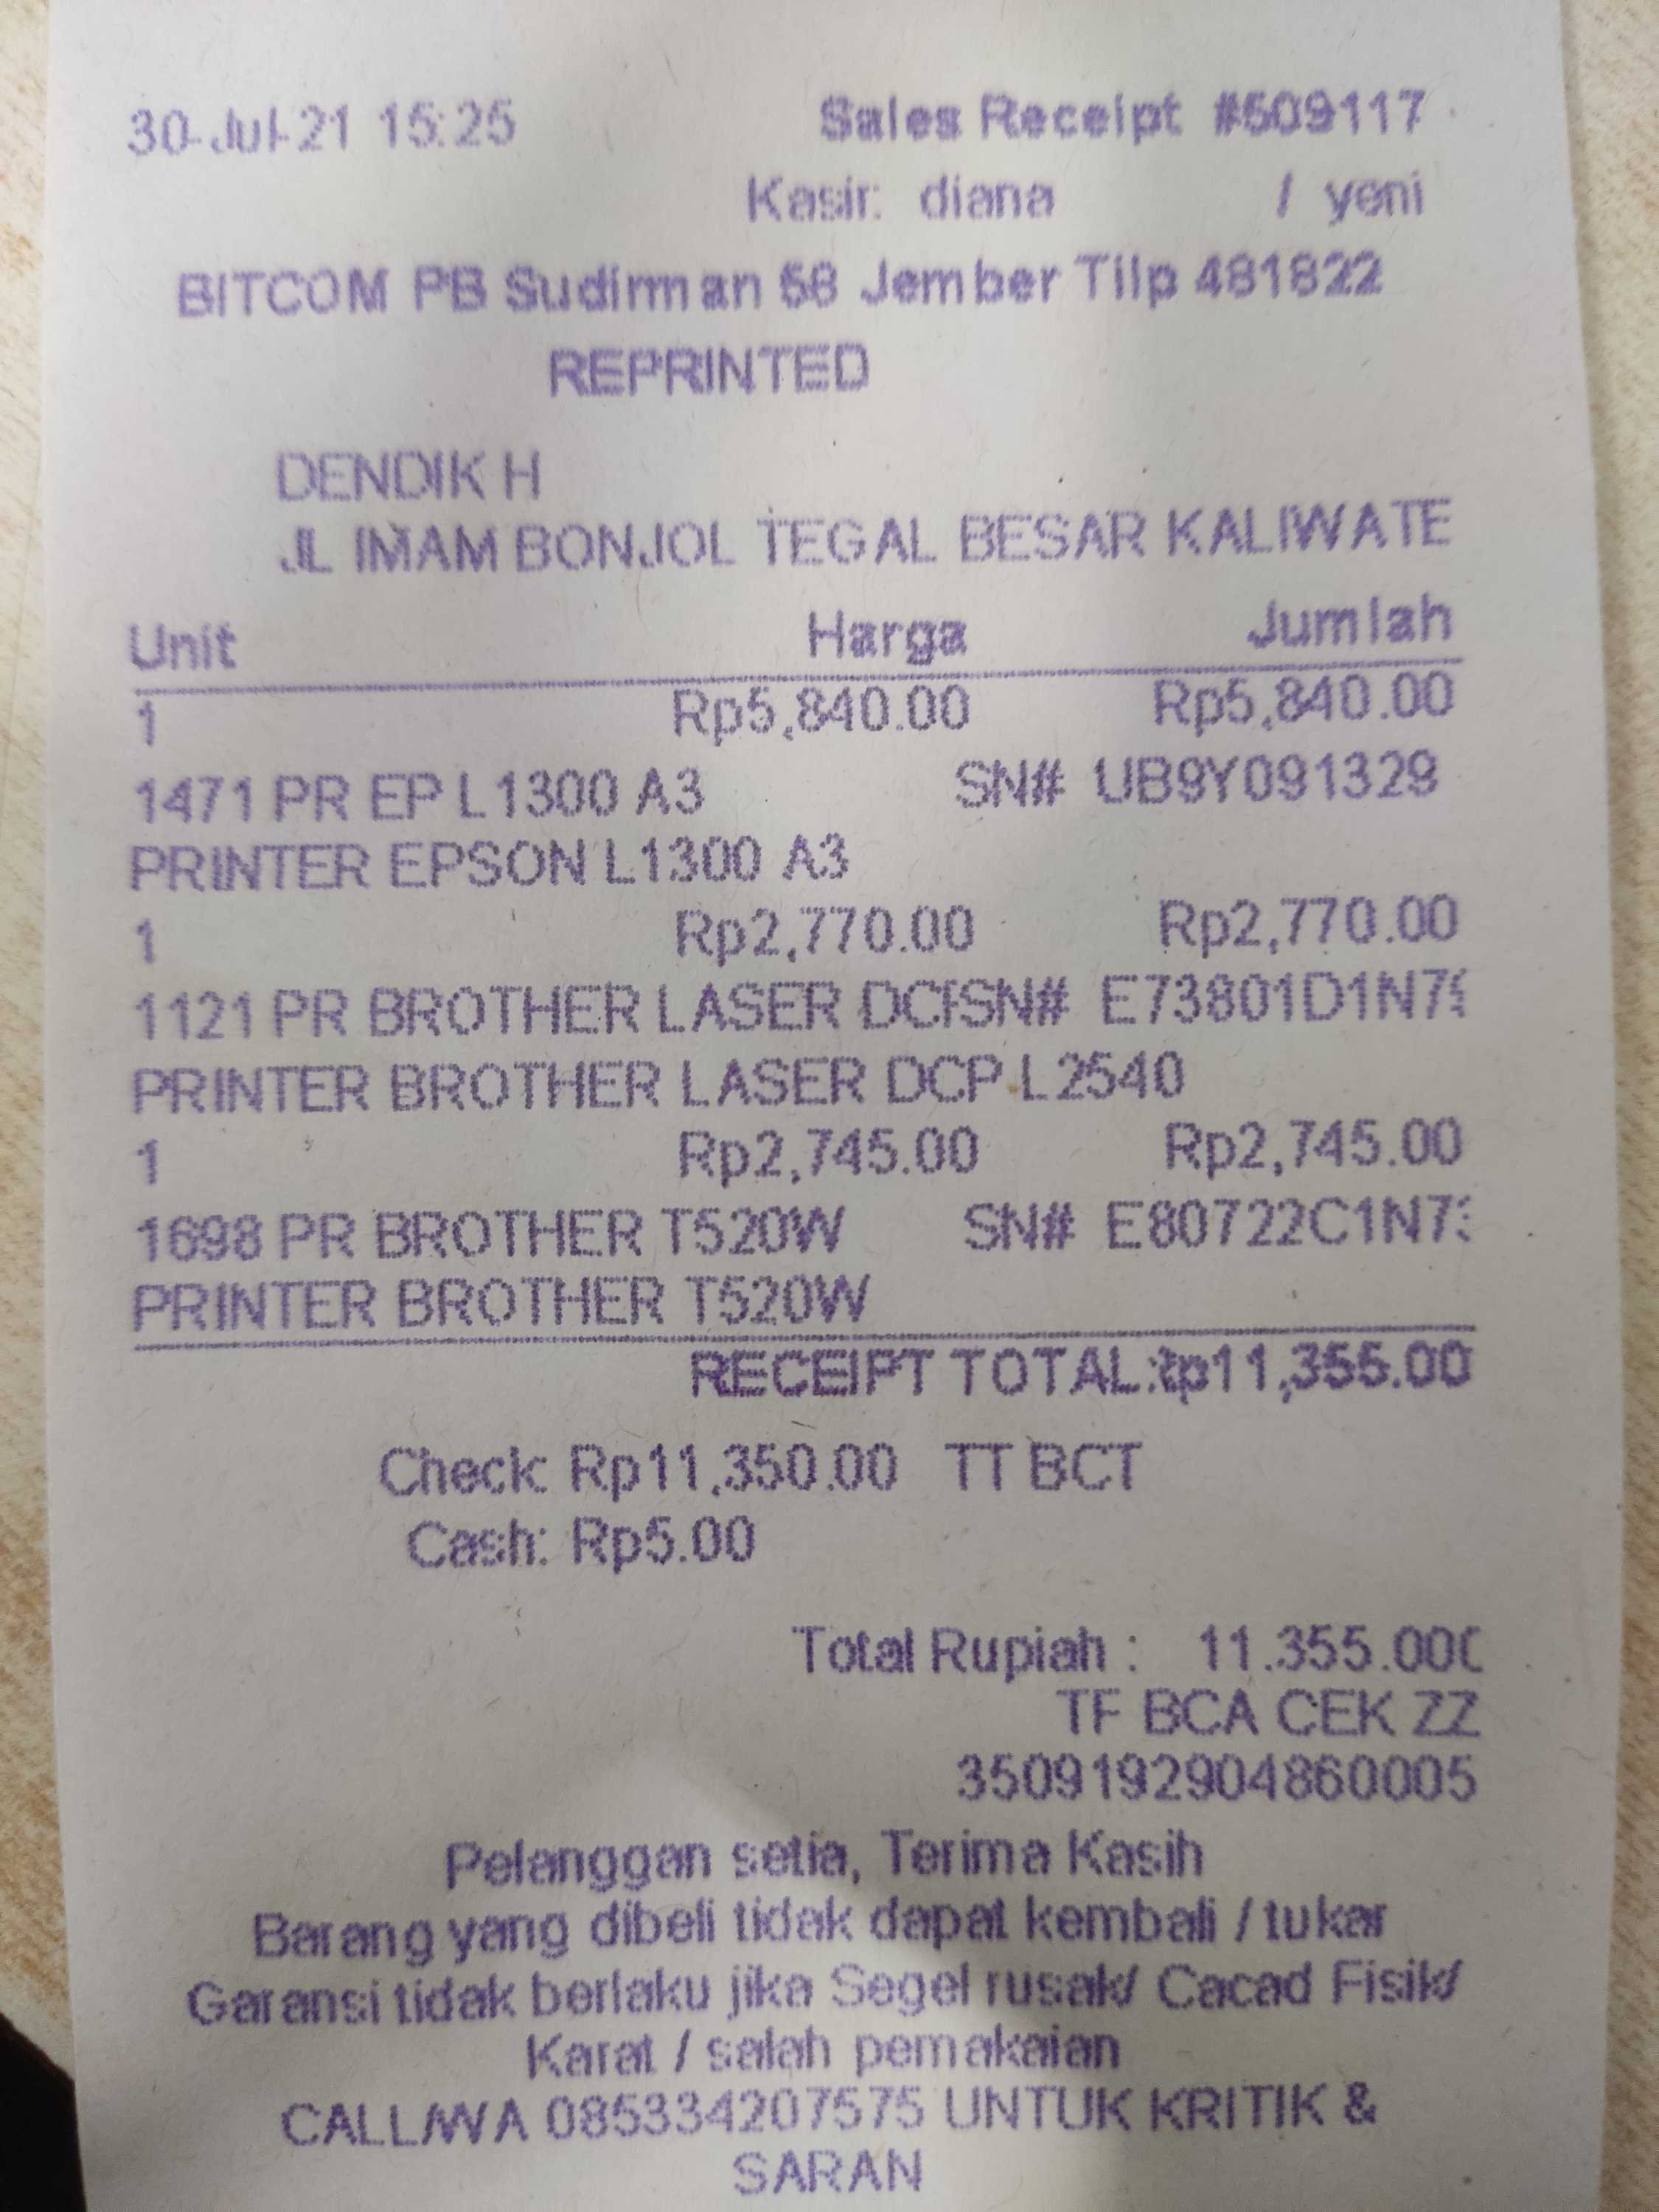 30-Jul-21 15:25 Sales Receipt #509117
Kasir: diana / yeni
BITCOM PB Sudirman 58 Jember Tilp 481822
REPRINTED
DENDIK H
JL IMAM BONJOL TEGAL BESAR KALIWATE
Unit Harga Jumlah
1 Rp5,840.00 Rp5,840.00
1471 PR EP L1300 A3 SN# UB9Y091329
PRINTER EPSON L1300 A3
1 Rp2,770.00 Rp2,770.00
1121 PR BROTHER LASER SN#
PRINTER BROTHER LASER DCP L2540
1 Rp2,745.00 Rp2,745.00
1698 PR BROTHER T520W SN#
PRINTER BROTHER T520W
RECEIPT TOTAL: Rp11,355.00
Check: Rp11,350.00 TT BCT
Cash: Rp5.00
Total Rupiah : 11.355.000
TF BCA CEK ZZ
3509192904860005
Pelanggan setia, Terima Kasih
Barang yang dibeli tidak dapat kembali / tukar
Garansi tidak berlaku jika Segel rusak/ Cacad Fisik/
Karat / salah pemakaian
CALL/WA 085334207575 UNTUK KRITIK &
SARAN